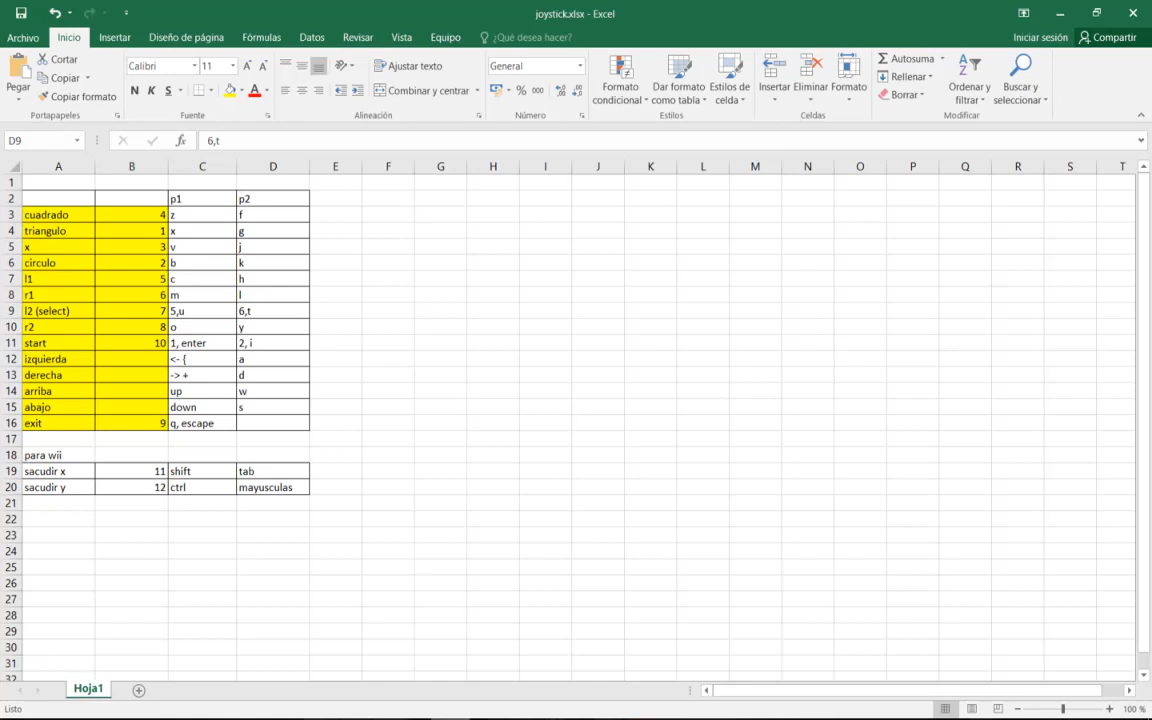 joystick.xlsx - Excel
Archivo Inicio Insertar Diseño de página Fórmulas Datos Revisar Vista Equipo ¿Qué desea hacer? Iniciar sesión Compartir
Pegar Cortar Copiar Copiar formato
Calibri 11 N K S A
Ajustar texto Combinar y centrar
General % 000
Formato condicional Dar formato como tabla Estilos de celda
Insertar Eliminar Formato
Autosuma Rellenar Borrar
Ordenar y filtrar Buscar y seleccionar
Portapapeles Fuente Alineación Número Estilos Celdas Modificar
D9 fx 6,t
A B C D E F G H I J K L M N O P Q R S T
1
2 p1 p2
3 cuadrado 4 z f
4 triangulo 1 x g
5 x 3 v j
6 circulo 2 b k
7 l1 5 c h
8 r1 6 m l
9 l2 (select) 7 5,u 6,t
10 r2 8 o y
11 start 10 1, enter 2, i
12 izquierda <- { a
13 derecha -> + d
14 arriba up w
15 abajo down s
16 exit 9 q, escape
17
18 para wii
19 sacudir x 11 shift tab
20 sacudir y 12 ctrl mayusculas
21
22
23
24
25
26
27
28
29
30
31
32
Hoja1
Listo 100 %